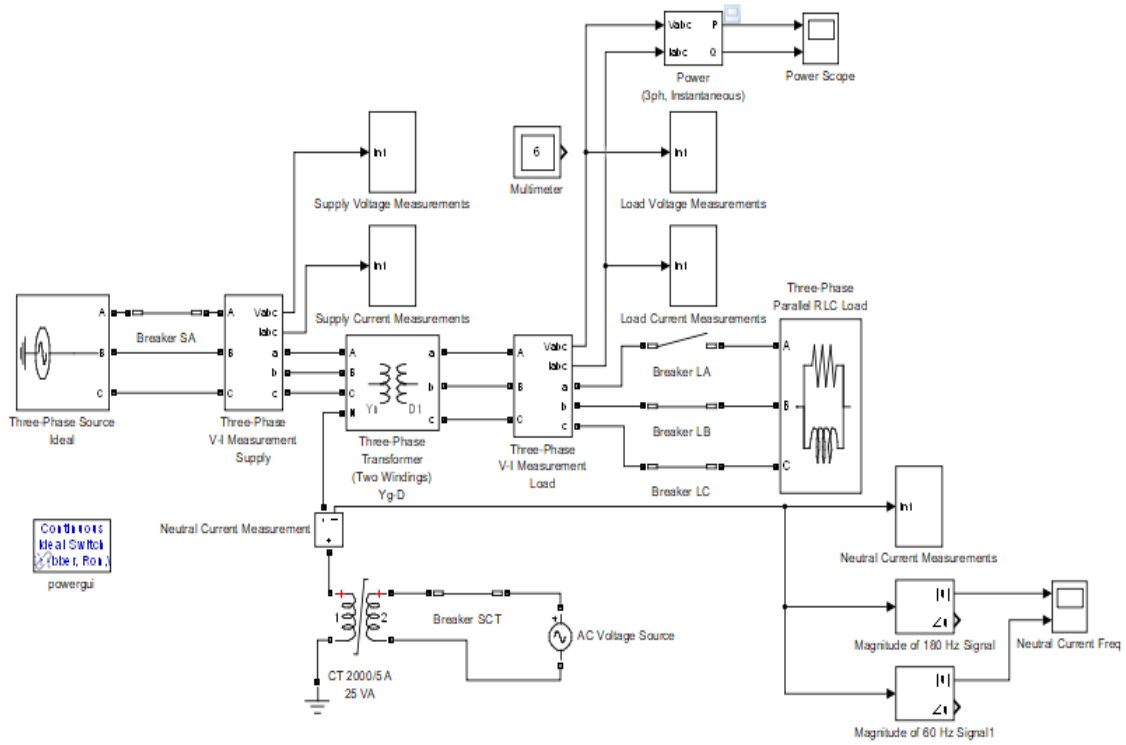 Vabc
P
Iabc
Q
Power
(3ph, Instantaneous)
Power Scope
In1
Supply Voltage Measurements
6
Multimeter
In1
Load Voltage Measurements
In1
Supply Current Measurements
In1
Load Current Measurements
Three-Phase
Parallel RLC Load
A
B
C
Three-Phase Source
Ideal
Breaker SA
A
B
C
Vabc
Iabc
a
b
c
Three-Phase
V-I Measurement
Supply
A
B
C
N
Yn
D1
a
b
c
Three-Phase
Transformer
(Two Windings)
Yg-D
A
B
C
Vabc
Iabc
a
b
c
Three-Phase
V-I Measurement
Load
Breaker LA
Breaker LB
Breaker LC
A
B
C
Continuous
Ideal Switch
powergui
Neutral Current Measurement
- 
+
In1
Neutral Current Measurements
1
2
CT 2000/5A
25 VA
Breaker SCT
+
AC Voltage Source
|u|
∠u
Magnitude of 180 Hz Signal
Neutral Current Freq
|u|
∠u
Magnitude of 60 Hz Signal1